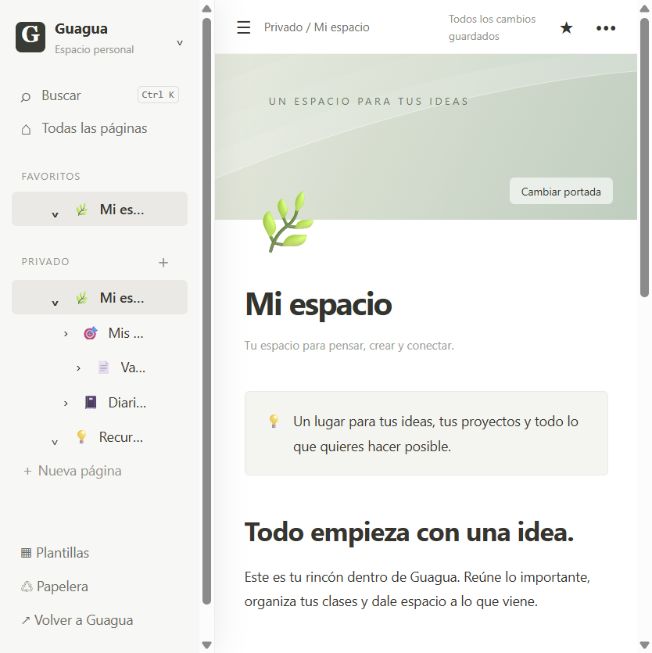 G
Guagua
Espacio personal
Buscar
Ctrl K
Todas las páginas
FAVORITOS
Mi es...
PRIVADO
+
Mi es...
Mis ...
Va...
Diari...
Recur...
+ Nueva página
Plantillas
Papelera
↗ Volver a Guagua
Privado / Mi espacio
Todos los cambios
guardados
UN ESPACIO PARA TUS IDEAS
Cambiar portada
Mi espacio
Tu espacio para pensar, crear y conectar.
Un lugar para tus ideas, tus proyectos y todo lo
que quieres hacer posible.
Todo empieza con una idea.
Este es tu rincón dentro de Guagua. Reúne lo importante,
organiza tus clases y dale espacio a lo que viene.